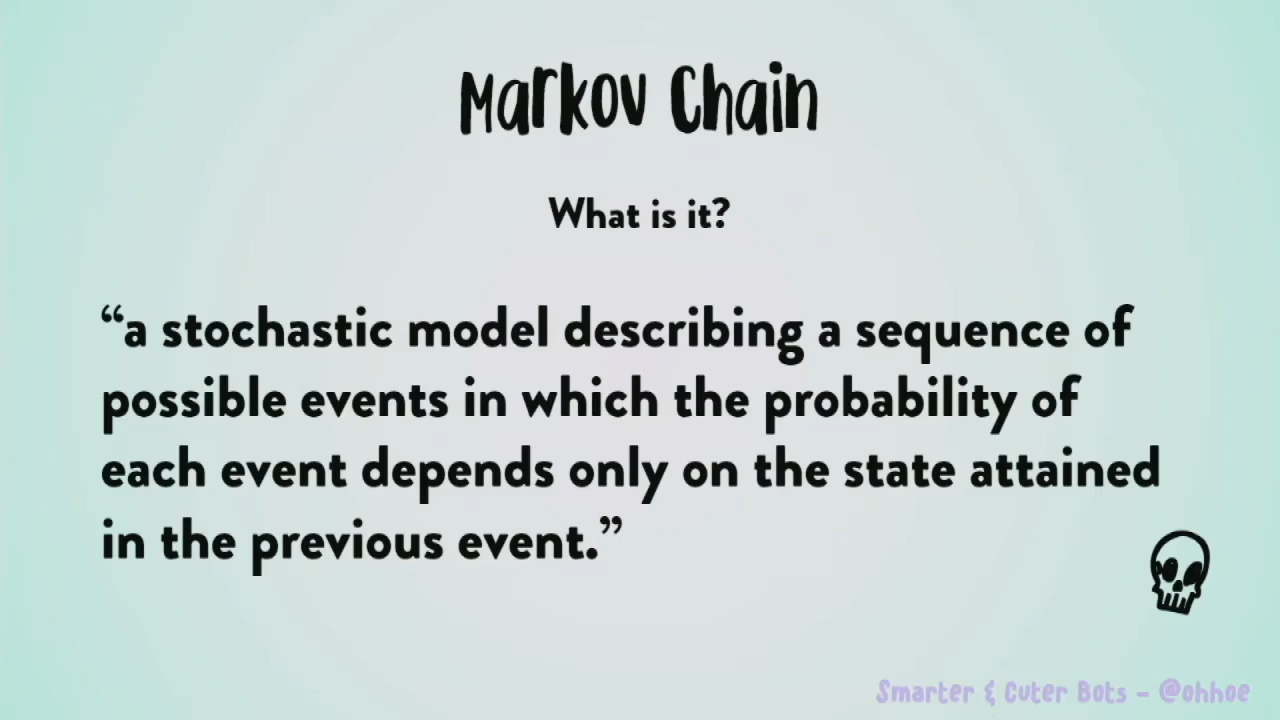 Markov Chain
What is it?
“a stochastic model describing a sequence of
possible events in which the probability of
each event depends only on the state attained
in the previous event.”
Smarter & Cuter Bots - @ohhoe